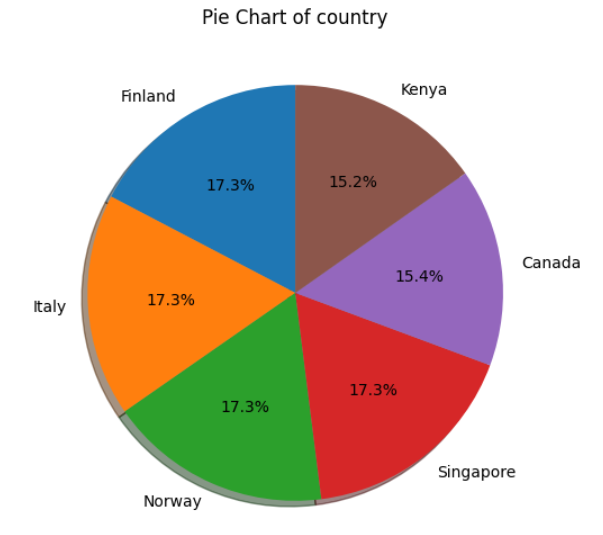 Pie Chart of country
Finland
Kenya
17.3%
15.2%
Canada
15.4%
Italy
17.3%
17.3%
17.3%
Singapore
Norway